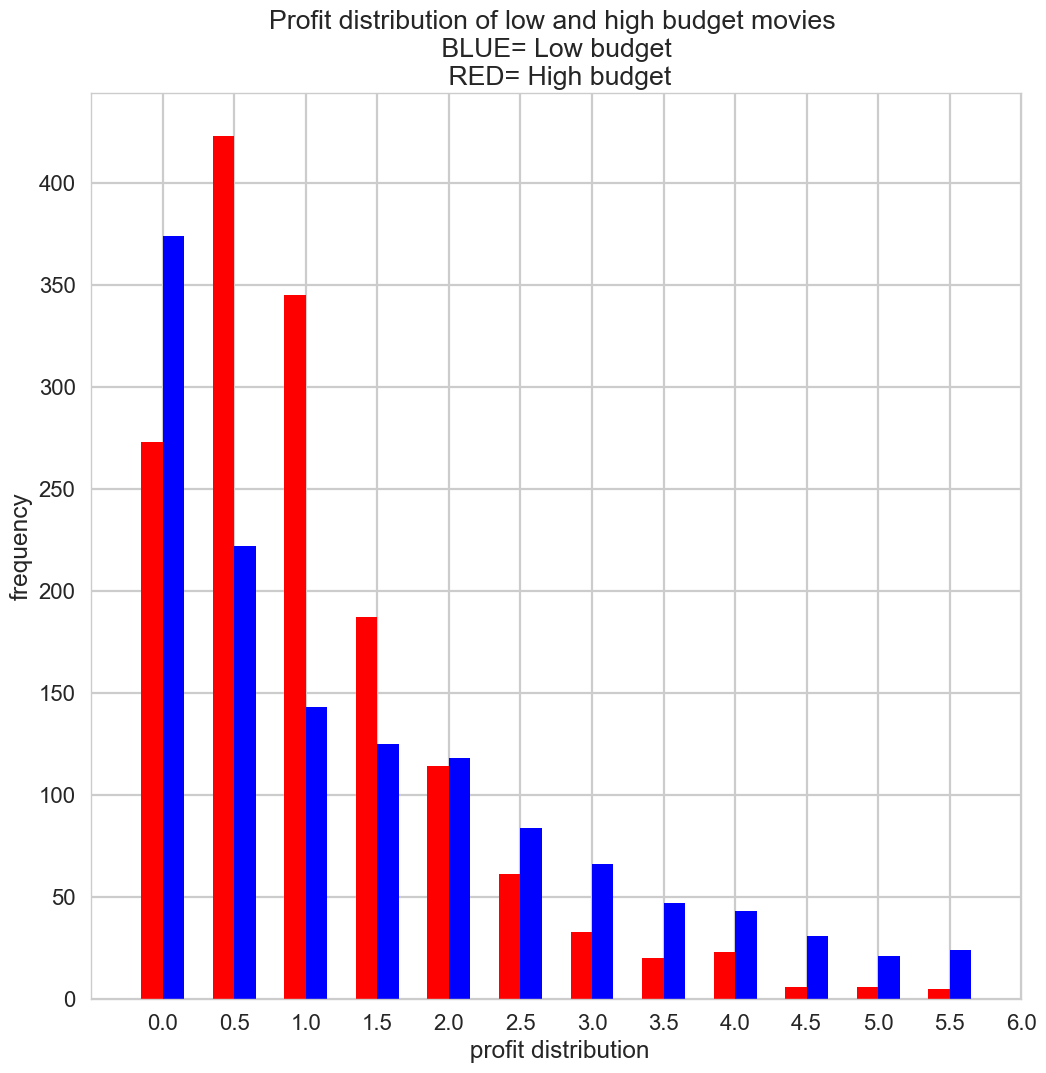 Profit distribution of low and high budget movies
BLUE= Low budget
RED= High budget
400
350
300
250
200
150
100
50
0
frequency
0.0 0.5 1.0 1.5 2.0 2.5 3.0 3.5 4.0 4.5 5.0 5.5 6.0
profit distribution